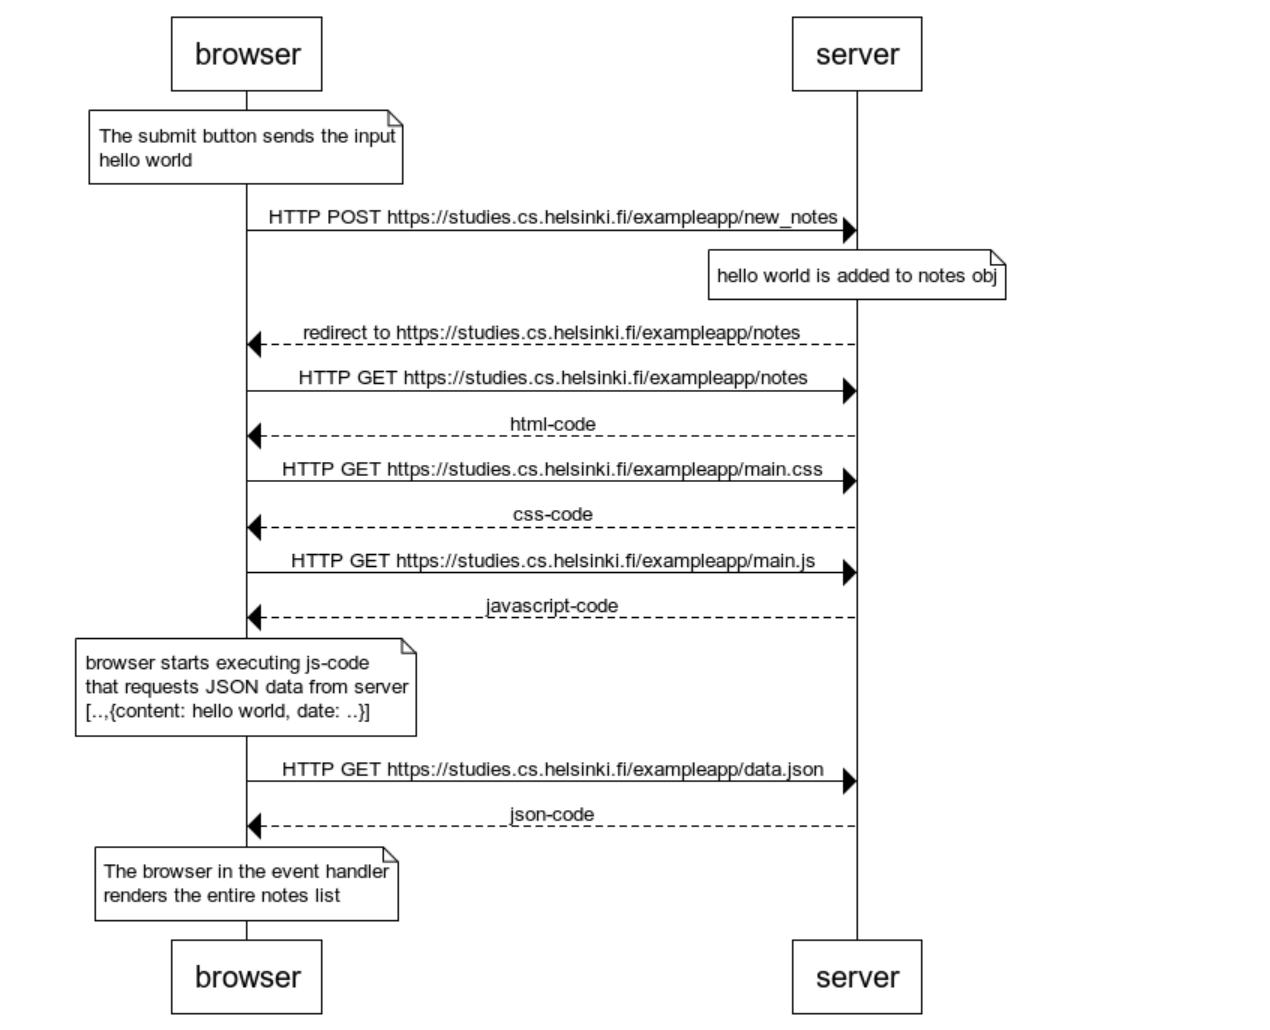 browser
server
The submit button sends the input
hello world
HTTP POST https://studies.cs.helsinki.fi/exampleapp/new_notes
hello world is added to notes obj
redirect to https://studies.cs.helsinki.fi/exampleapp/notes
HTTP GET https://studies.cs.helsinki.fi/exampleapp/notes
html-code
HTTP GET https://studies.cs.helsinki.fi/exampleapp/main.css
css-code
HTTP GET https://studies.cs.helsinki.fi/exampleapp/main.js
javascript-code
browser starts executing js-code
that requests JSON data from server
[..,{content: hello world, date: ..}]
HTTP GET https://studies.cs.helsinki.fi/exampleapp/data.json
json-code
The browser in the event handler
renders the entire notes list
browser
server